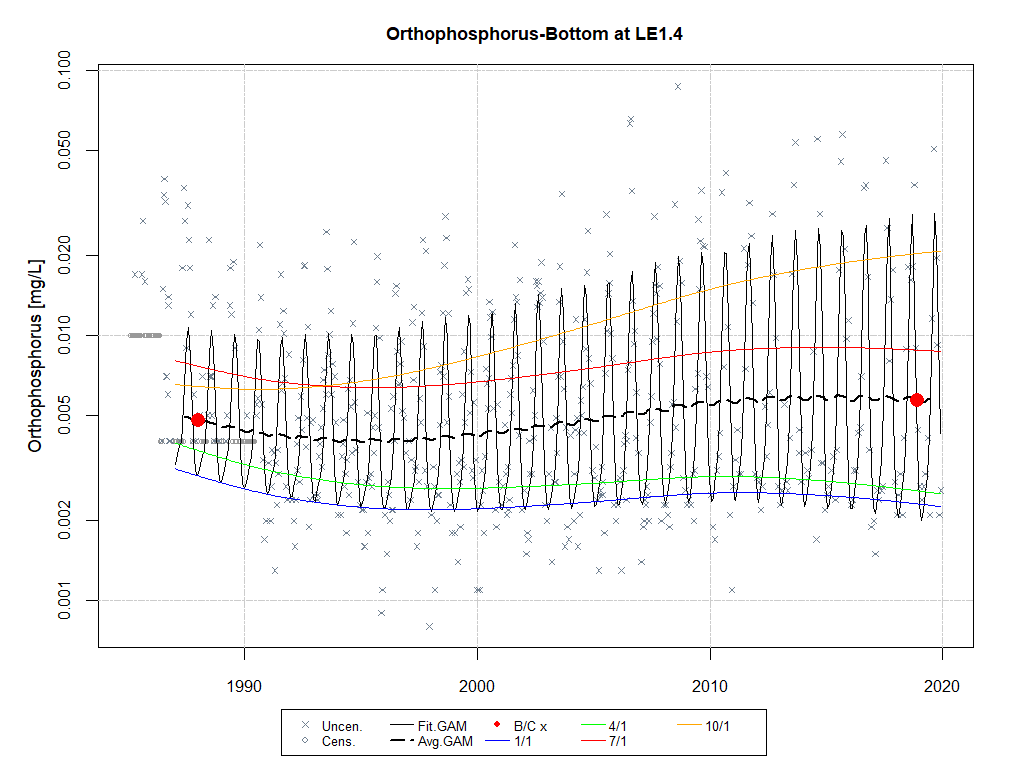 Orthophosphorus-Bottom at LE1.4
Orthophosphorus [mg/L]
0.100
0.050
0.020
0.010
0.005
0.002
0.001
1990 2000 2010 2020
Uncen. Fit.GAM B/C x 4/1 10/1
Cens. Avg.GAM 1/1 7/1